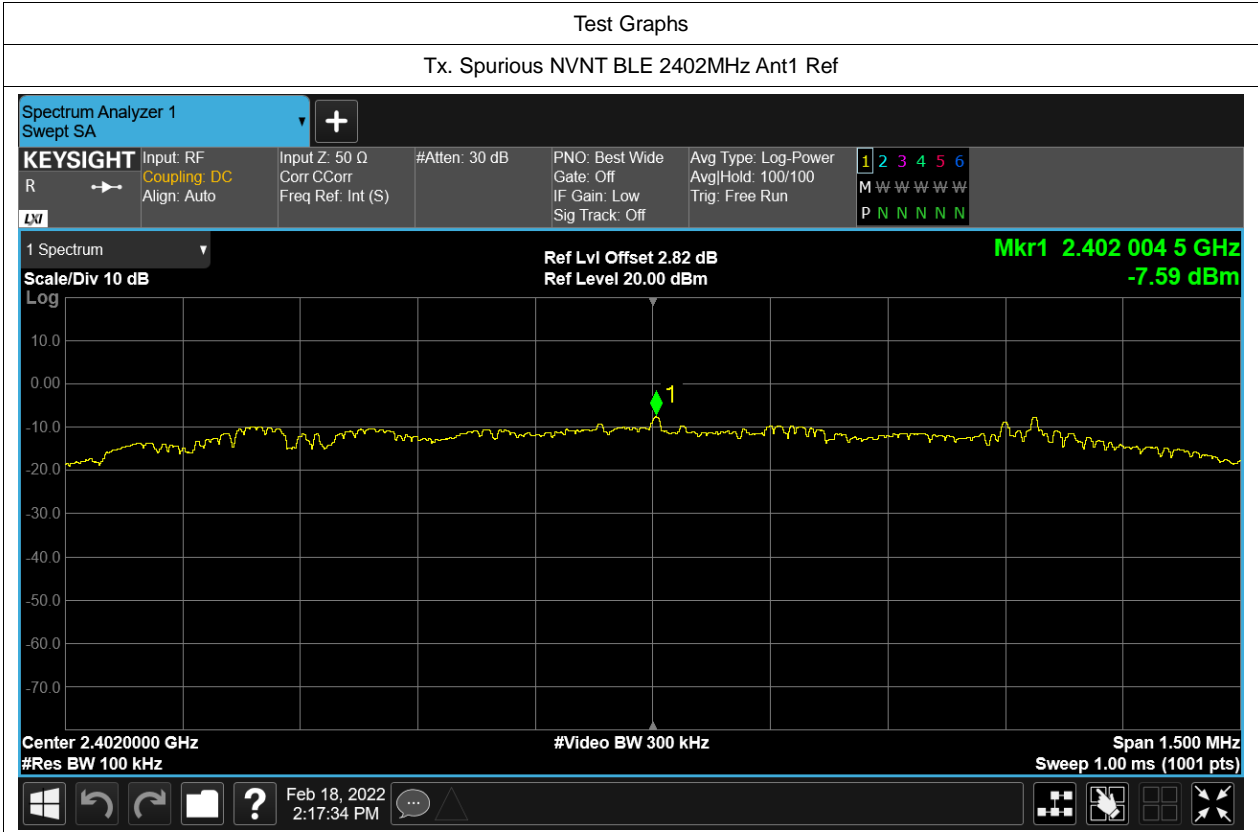 Test Graphs
Tx. Spurious NVNT BLE 2402MHz Ant1 Ref
Spectrum Analyzer 1
Swept SA
KEYSIGHT
R
LXI
Input: RF
Coupling: DC
Align: Auto
Input Z: 50 Ω
Corr CCorr
Freq Ref: Int (S)
#Atten: 30 dB
PNO: Best Wide
Gate: Off
IF Gain: Low
Sig Track: Off
Avg Type: Log-Power
Avg|Hold: 100/100
Trig: Free Run
1 2 3 4 5 6
M W W W W W
P N N N N N
1 Spectrum
Scale/Div 10 dB
Ref Lvl Offset 2.82 dB
Ref Level 20.00 dBm
Mkr1 2.402 004 5 GHz
-7.59 dBm
Log
10.0
0.00
-10.0
-20.0
-30.0
-40.0
-50.0
-60.0
-70.0
1
Center 2.4020000 GHz
#Video BW 300 kHz
Span 1.500 MHz
#Res BW 100 kHz
Sweep 1.00 ms (1001 pts)
?
Feb 18, 2022
2:17:34 PM